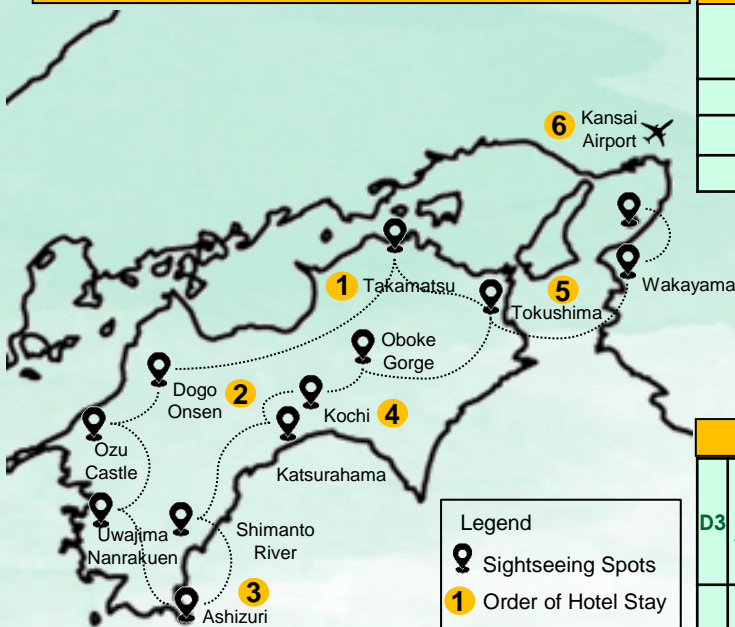 6 Kansai
Airport
1 Takamatsu
5
Tokushima
Wakayama
Oboke
Gorge
Dogo
Onsen
2
Kochi 4
Ozu
Castle
Katsurahama
Uwajima
Nanrakuen
Shimanto
River
3
Ashizuri
Legend
Sightseeing Spots
1 Order of Hotel Stay
D3